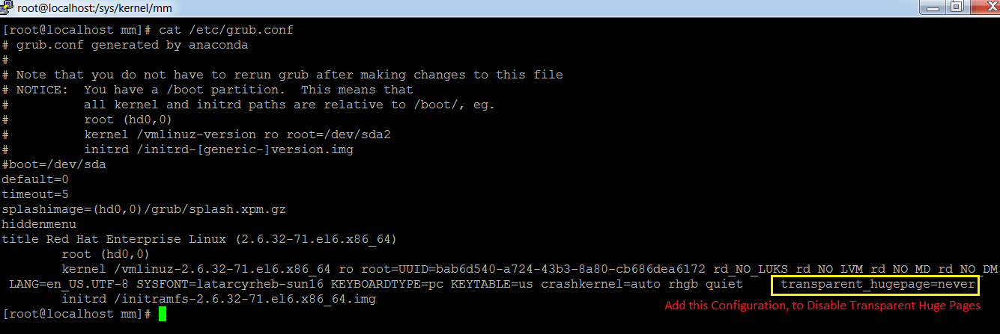 root@localhost:/sys/kernel/mm
[root@localhost mm]# cat /etc/grub.conf
# grub.conf generated by anaconda
#
# Note that you do not have to rerun grub after making changes to this file
# NOTICE:  You have a /boot partition.  This means that
#          all kernel and initrd paths are relative to /boot/, eg.
#          root (hd0,0)
#          kernel /vmlinuz-version ro root=/dev/sda2
#          initrd /initrd-[generic-]version.img
#boot=/dev/sda
default=0
timeout=5
splashimage=(hd0,0)/grub/splash.xpm.gz
hiddenmenu
title Red Hat Enterprise Linux (2.6.32-71.el6.x86_64)
        root (hd0,0)
        kernel /vmlinuz-2.6.32-71.el6.x86_64 ro root=UUID=bab6d540-a724-43b3-8a80-cb686dea6172 rd_NO_LUKS rd_NO_LVM rd_NO_MD rd_NO_DM
 LANG=en_US.UTF-8 SYSFONT=latarcyrheb-sun16 KEYBOARDTYPE=pc KEYTABLE=us crashkernel=auto rhgb quiet     transparent_hugepage=never
        initrd /initramfs-2.6.32-71.el6.x86_64.img
Add this Configuration, to Disable Transparent Huge Pages
[root@localhost mm]#